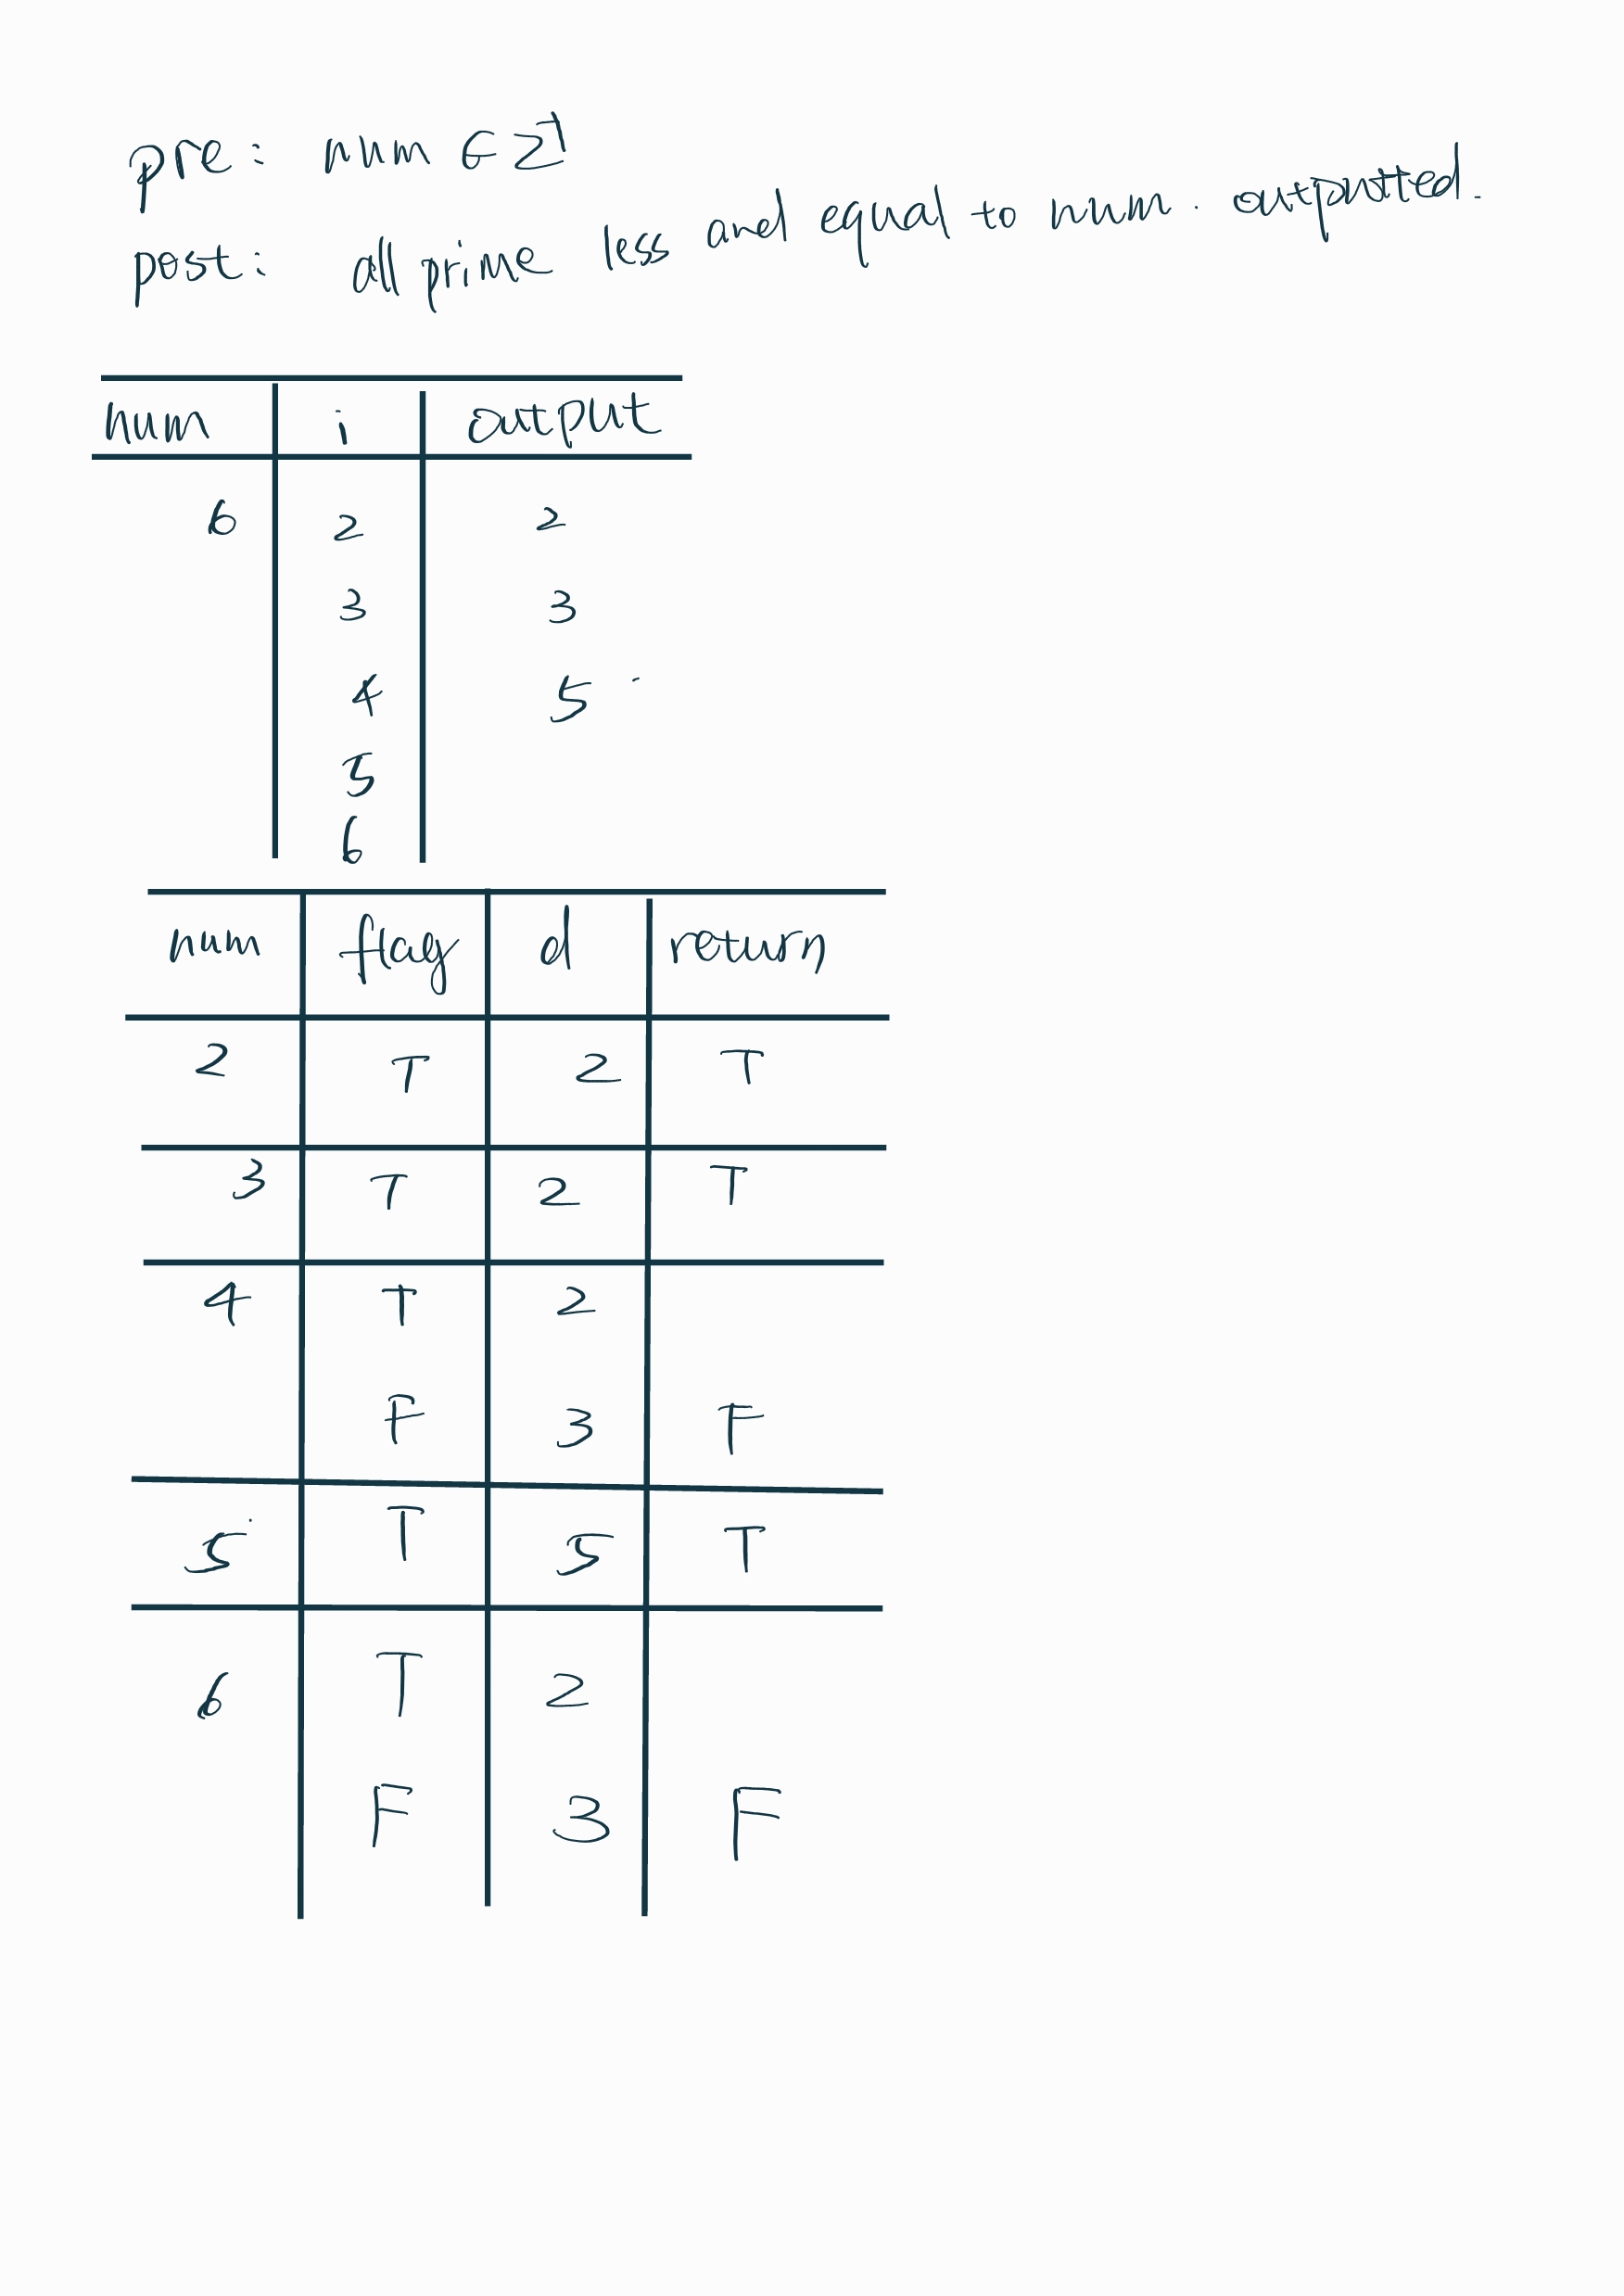 pre: num ∈ Z⁺
post: all prime less and equal to num. outputted.
num i output
6 2 2
3 3
4 5
5
6
num flag d return
2 T 2 T
3 T 2 T
4 T 2
F 3 F
5 T 5 T
6 T 2
F 3 F